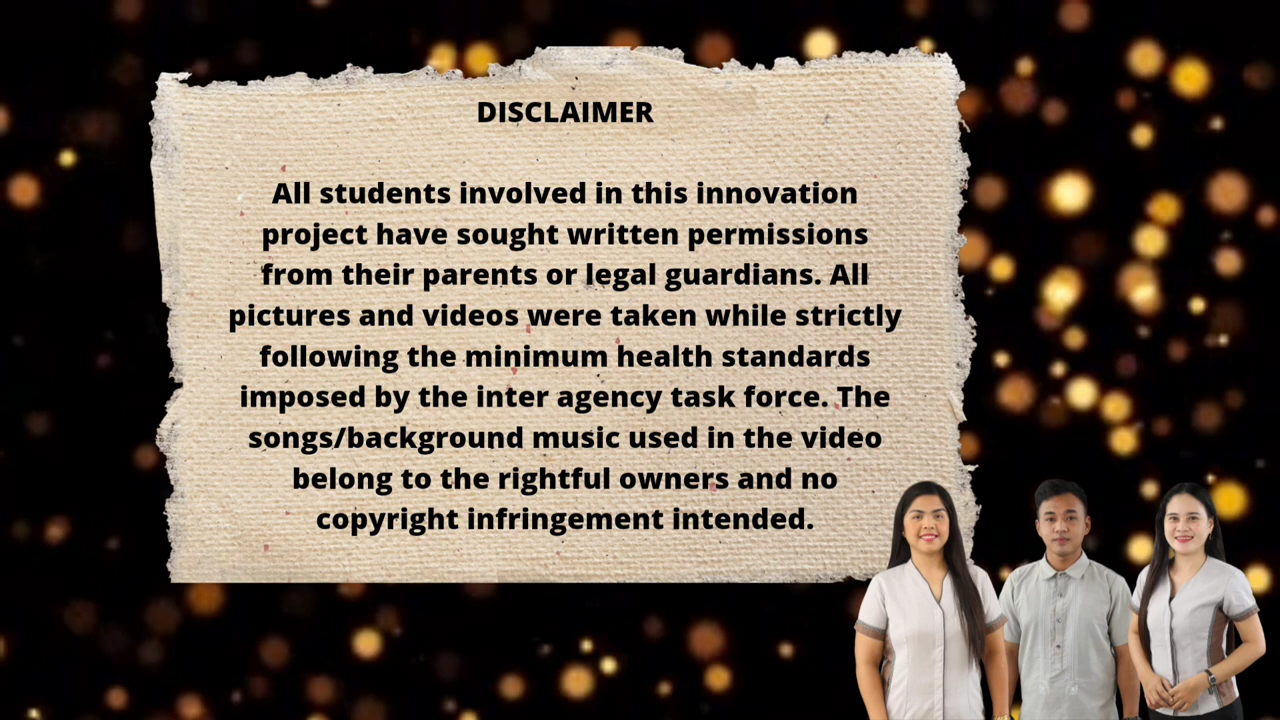 DISCLAIMER
All students involved in this innovation
project have sought written permissions
from their parents or legal guardians. All
pictures and videos were taken while strictly
following the minimum health standards
imposed by the inter agency task force. The
songs/background music used in the video
belong to the rightful owners and no
copyright infringement intended.